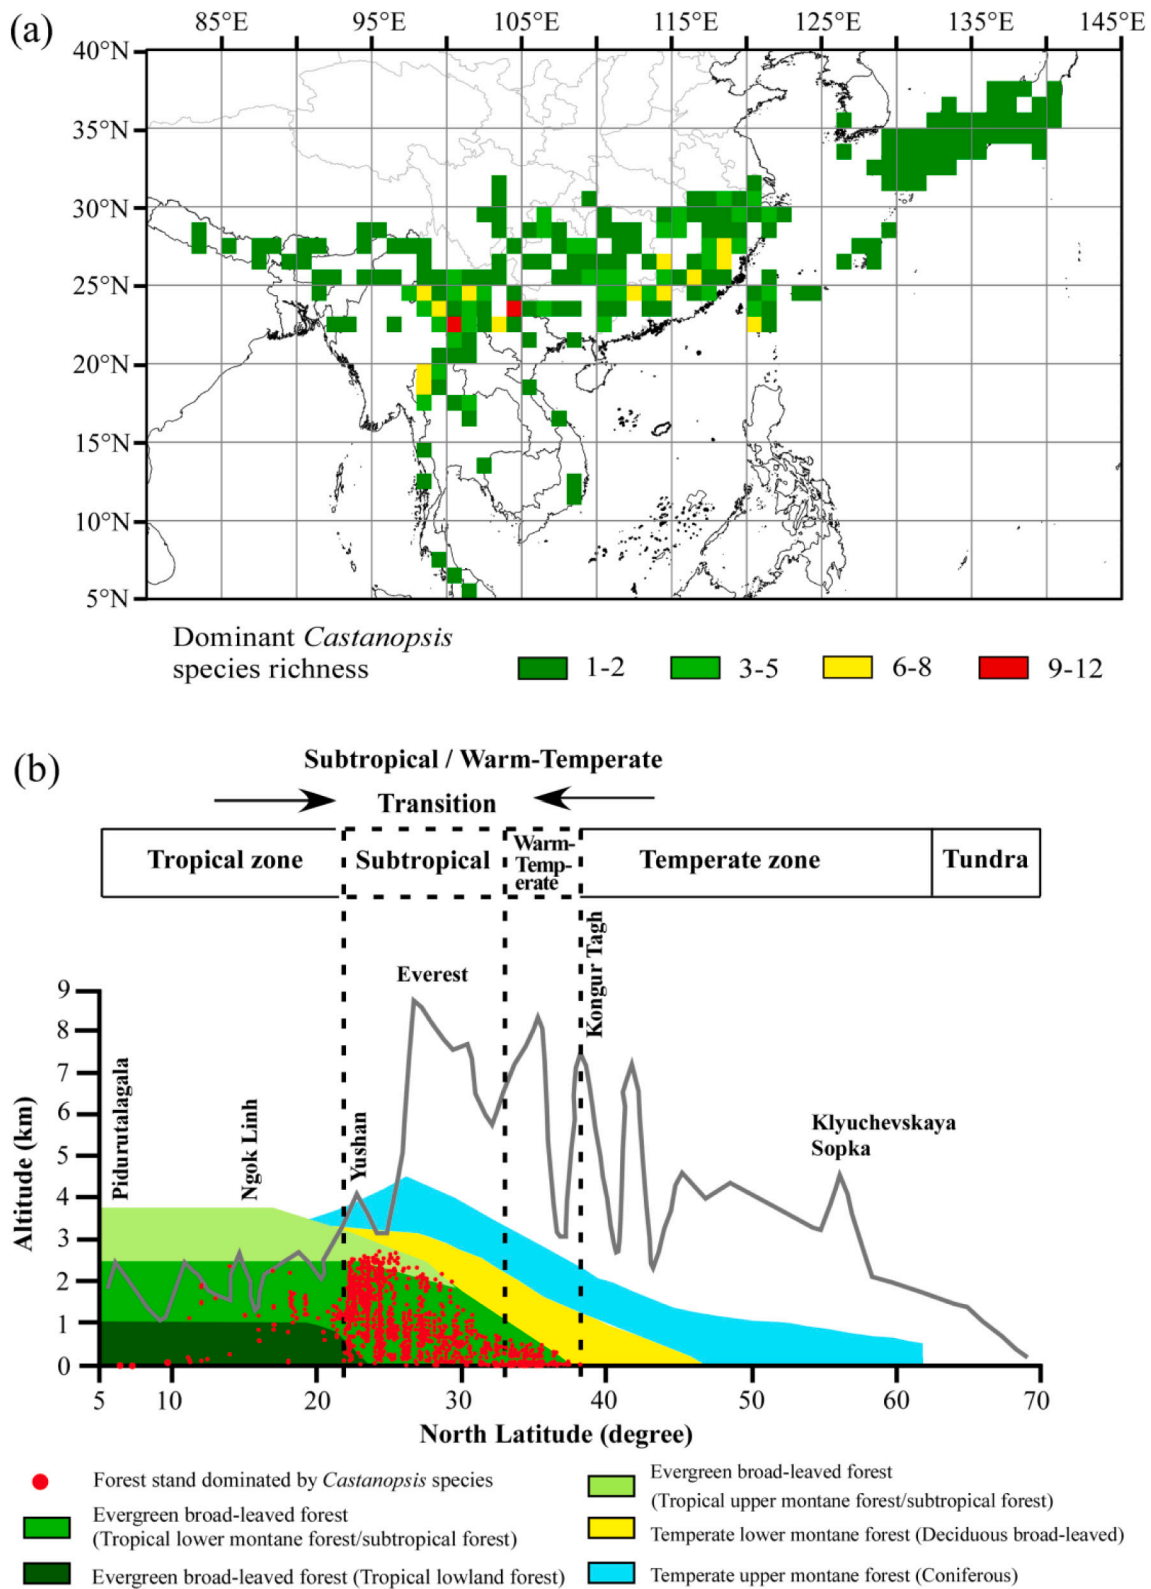 (a)
85°E 95°E 105°E 115°E 125°E 135°E 145°E
40°N
35°N
30°N
25°N
20°N
15°N
10°N
5°N
Dominant Castanopsis
species richness
1-2 3-5 6-8 9-12
(b)
Subtropical / Warm-Temperate
Transition
Tropical zone
Subtropical
Warm-
Temp-
erate
Temperate zone
Tundra
Altitude (km)
9
8
7
6
5
4
3
2
1
0
Pidurutalagala
Ngok Linh
Yushan
Everest
Kongur Tagh
Klyuchevskaya
Sopka
5 10 20 30 40 50 60 70
North Latitude (degree)
Forest stand dominated by Castanopsis species
Evergreen broad-leaved forest
(Tropical lower montane forest/subtropical forest)
Evergreen broad-leaved forest (Tropical lowland forest)
Evergreen broad-leaved forest
(Tropical upper montane forest/subtropical forest)
Temperate lower montane forest (Deciduous broad-leaved)
Temperate upper montane forest (Coniferous)